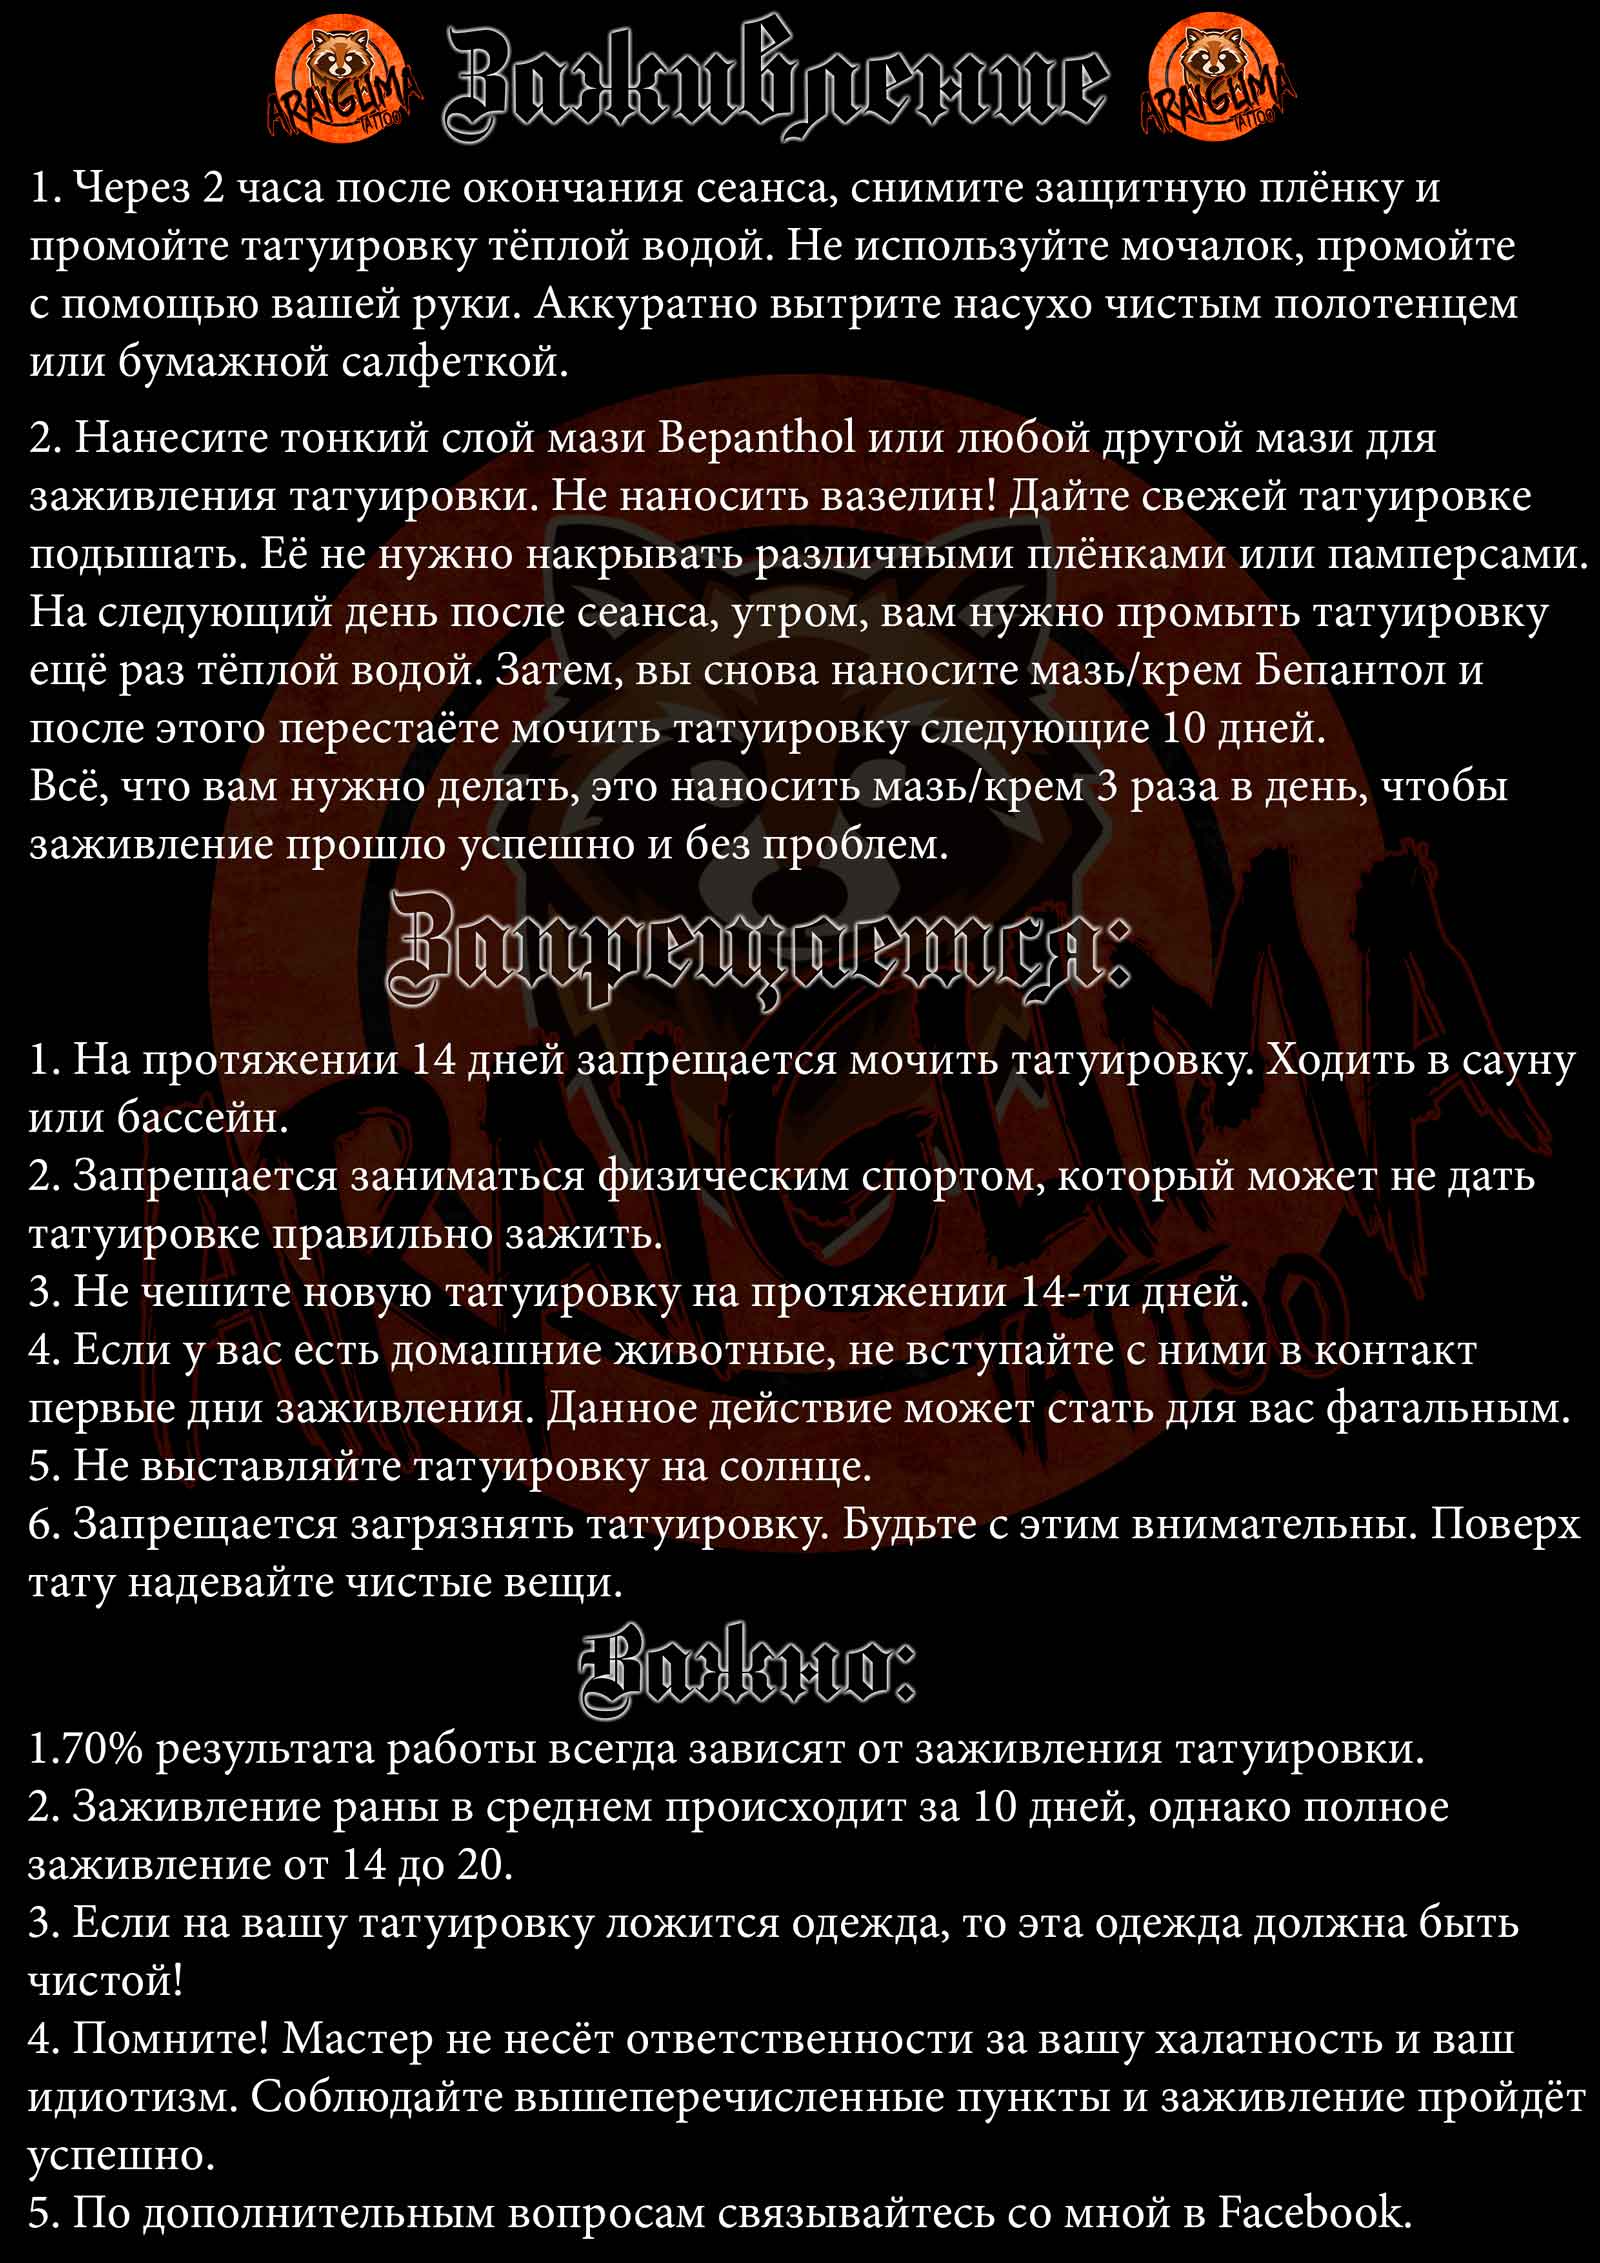 ARAIGUMA
TATTOO
Заживление
ARAIGUMA
TATTOO
1. Через 2 часа после окончания сеанса, снимите защитную плёнку и
промойте татуировку тёплой водой. Не используйте мочалок, промойте
с помощью вашей руки. Аккуратно вытрите насухо чистым полотенцем
или бумажной салфеткой.
2. Нанесите тонкий слой мази Bepanthol или любой другой мази для
заживления татуировки. Не наносить вазелин! Дайте свежей татуировке
подышать. Её не нужно накрывать различными плёнками или памперсами.
На следующий день после сеанса, утром, вам нужно промыть татуировку
ещё раз тёплой водой. Затем, вы снова наносите мазь/крем Бепантол и
после этого перестаёте мочить татуировку следующие 10 дней.
Всё, что вам нужно делать, это наносить мазь/крем 3 раза в день, чтобы
заживление прошло успешно и без проблем.
Запрещается:
1. На протяжении 14 дней запрещается мочить татуировку. Ходить в сауну
или бассейн.
2. Запрещается заниматься физическим спортом, который может не дать
татуировке правильно зажить.
3. Не чешите новую татуировку на протяжении 14-ти дней.
4. Если у вас есть домашние животные, не вступайте с ними в контакт
первые дни заживления. Данное действие может стать для вас фатальным.
5. Не выставляйте татуировку на солнце.
6. Запрещается загрязнять татуировку. Будьте с этим внимательны. Поверх
тату надевайте чистые вещи.
ARAIGUMA
TATTOO
Важно:
1.70% результата работы всегда зависят от заживления татуировки.
2. Заживление раны в среднем происходит за 10 дней, однако полное
заживление от 14 до 20.
3. Если на вашу татуировку ложится одежда, то эта одежда должна быть
чистой!
4. Помните! Мастер не несёт ответственности за вашу халатность и ваш
идиотизм. Соблюдайте вышеперечисленные пункты и заживление пройдёт
успешно.
5. По дополнительным вопросам связывайтесь со мной в Facebook.